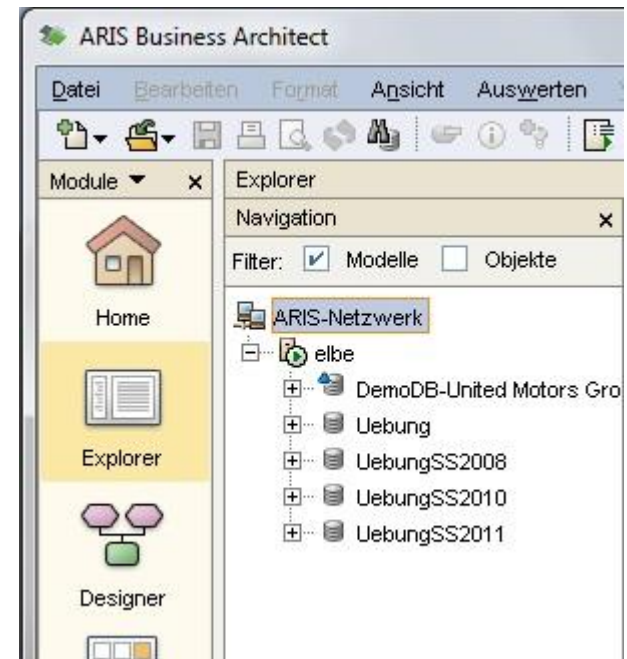 ARIS Business Architect
Datei Bearbeiten Format Ansicht Auswerten
Module
Home
Explorer
Designer
Explorer
Navigation
Filter: Modelle Objekte
ARIS-Netzwerk
elbe
DemoDB-United Motors Gro
Uebung
UebungSS2008
UebungSS2010
UebungSS2011